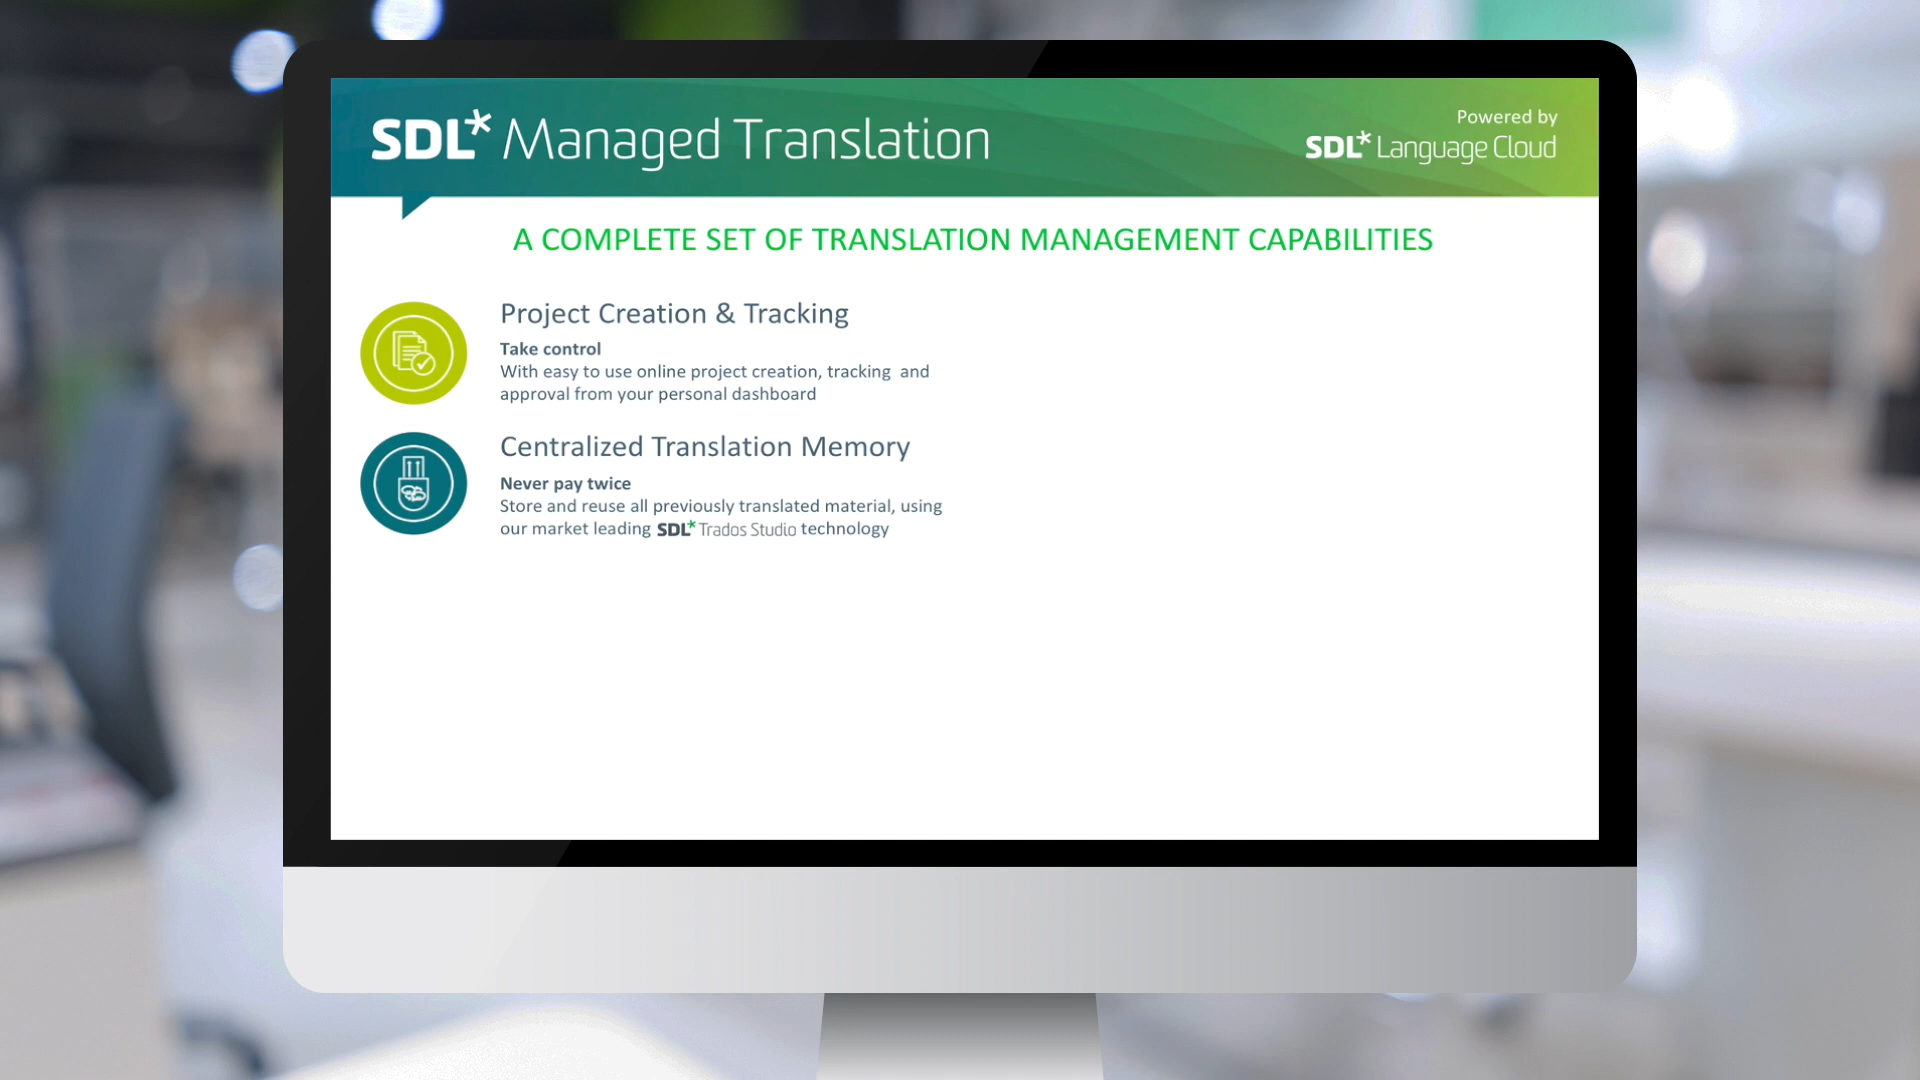 SDL* Managed Translation
Powered by
SDL* Language Cloud
A COMPLETE SET OF TRANSLATION MANAGEMENT CAPABILITIES
Project Creation & Tracking
Take control
With easy to use online project creation, tracking and
approval from your personal dashboard
Centralized Translation Memory
Never pay twice
Store and reuse all previously translated material, using
our market leading SDL* Trados Studio technology